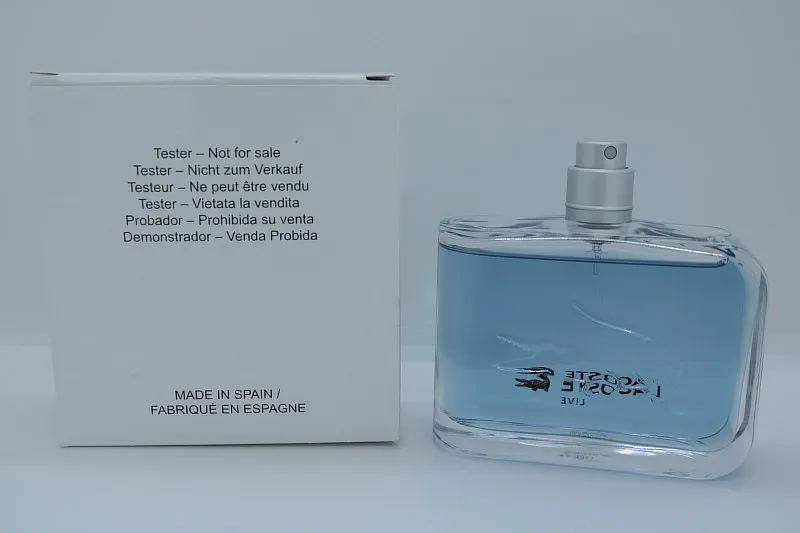 Tester – Not for sale
Tester – Nicht zum Verkauf
Testeur – Ne peut être vendu
Tester – Vietata la vendita
Probador – Prohibida su venta
Demonstrador – Venda Probida
MADE IN SPAIN /
FABRIQUÉ EN ESPAGNE
LACOSTE
LIVE